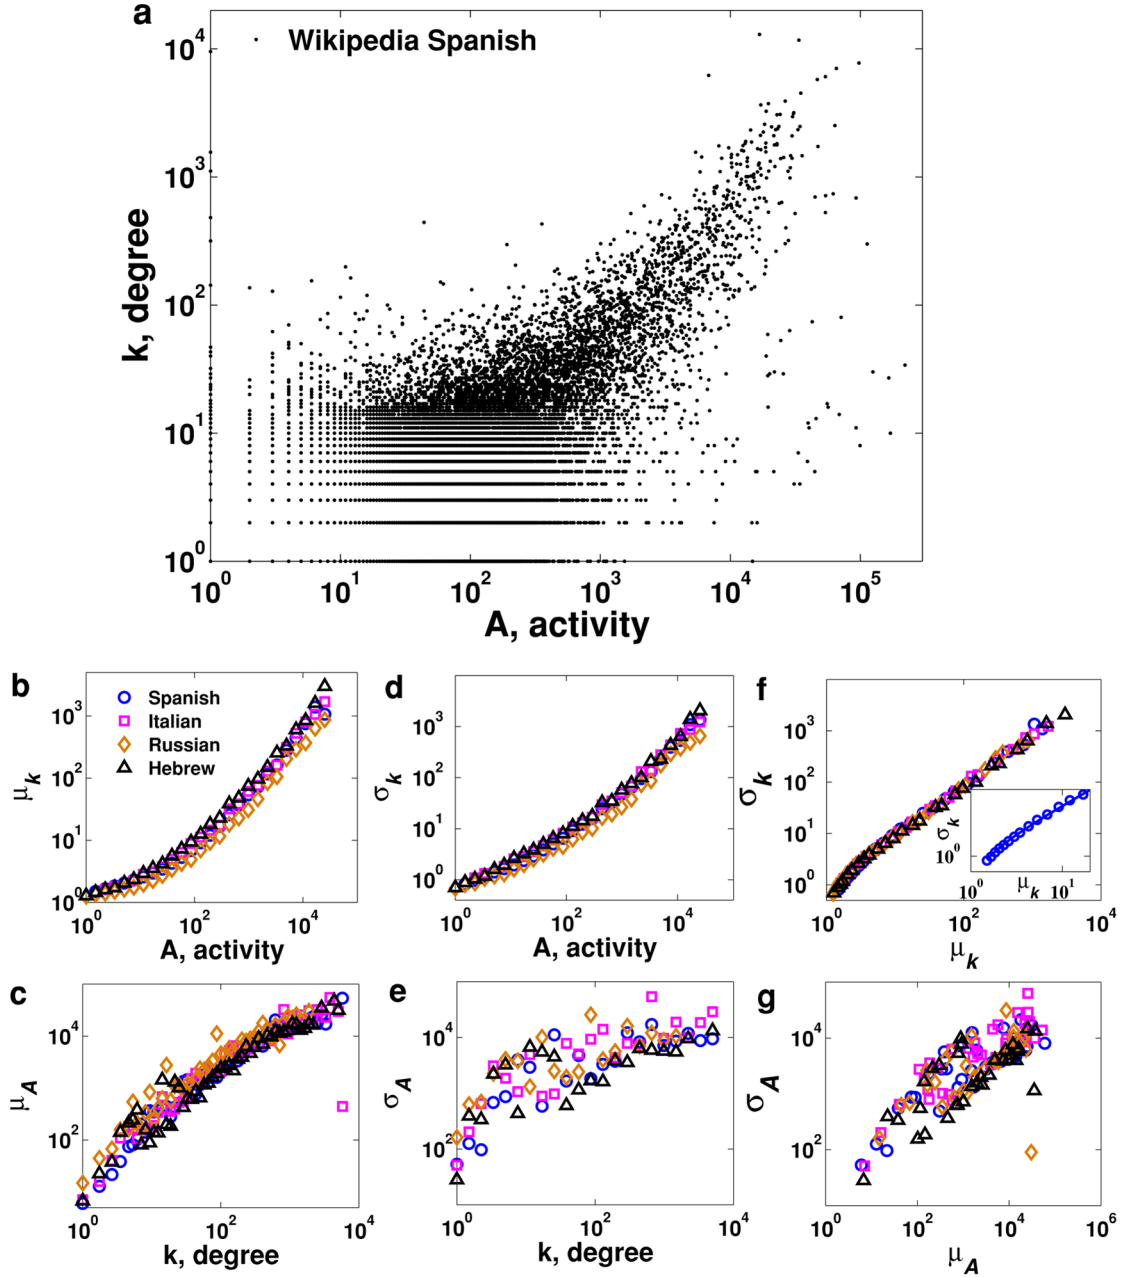 a
Wikipedia Spanish
10^4
10^3
10^2
10^1
10^0
k, degree
10^0 10^1 10^2 10^3 10^4 10^5
A, activity
b
Spanish
Italian
Russian
Hebrew
10^3
10^2
10^1
10^0
μ_k
10^0 10^2 10^4
A, activity
d
10^3
10^2
10^1
10^0
σ_k
10^0 10^2 10^4
A, activity
f
10^3
10^2
10^1
10^0
σ_k
σ_k
10^0
10^0 μ_k 10^1
10^0 10^2 10^4
μ_k
c
10^4
10^2
μ_A
10^0 10^2 10^4
k, degree
e
10^4
10^2
σ_A
10^0 10^2 10^4
k, degree
g
10^4
10^2
σ_A
10^0 10^2 10^4 10^6
μ_A